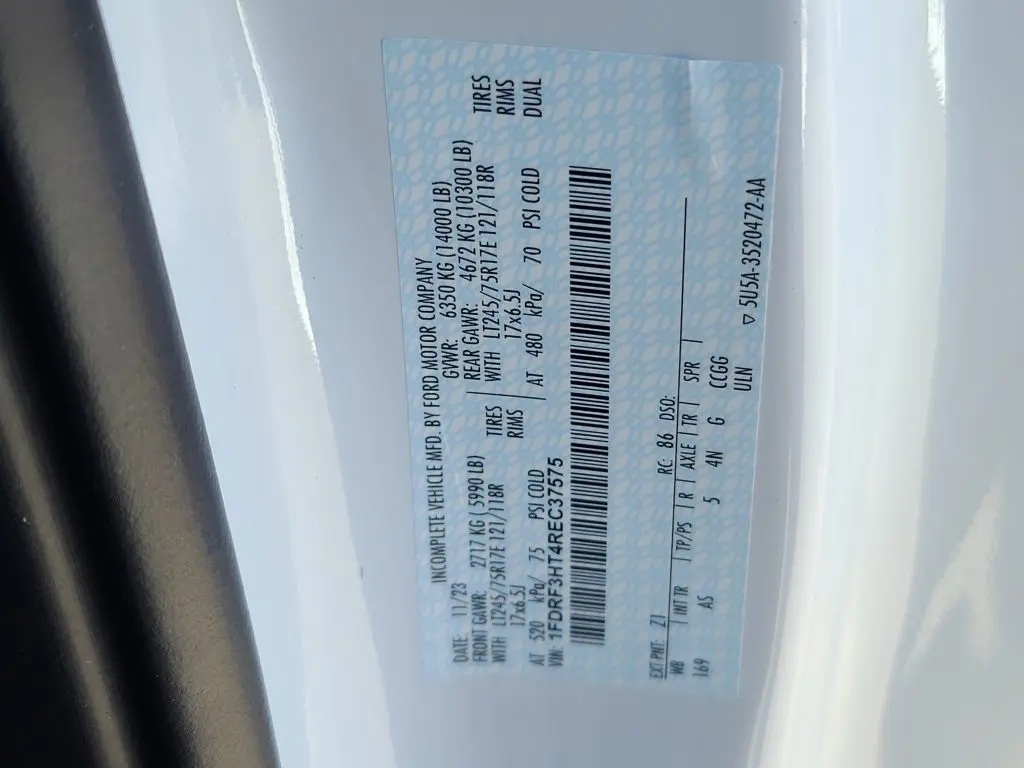 INCOMPLETE VEHICLE MFD. BY FORD MOTOR COMPANY
DATE: 11/23 GVWR: 6350 KG (14000 LB)
FRONT GAWR: 2717 KG (5990 LB) REAR GAWR: 4672 KG (10300 LB)
WITH LT245/75R17E 121/118R TIRES WITH LT245/75R17E 121/118R TIRES
17x6.5J RIMS 17x6.5J RIMS
AT 520 kPa/ 75 PSI COLD AT 480 kPa/ 70 PSI COLD DUAL
VIN: 1FDRF3HT4REC37575
EXT PNT: Z1 RC: 86 DSO:
WB INT TR TP/PS R AXLE TR SPR
169 AS 5 4N G CCGG
ULN
▽ 5U5A-3520472-AA